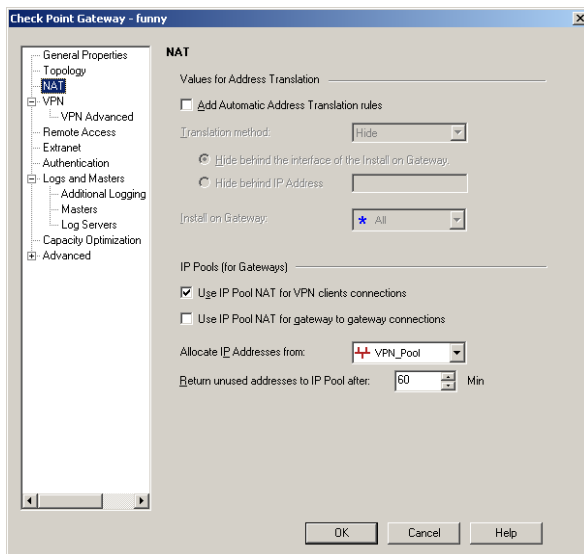 Check Point Gateway - funny
General Properties
Topology
NAT
VPN
VPN Advanced
Remote Access
Extranet
Authentication
Logs and Masters
Additional Logging
Masters
Log Servers
Capacity Optimization
Advanced
NAT
Values for Address Translation
Add Automatic Address Translation rules
Translation method: Hide
Hide behind the interface of the Install on Gateway.
Hide behind IP Address
Install on Gateway: * All
IP Pools (for Gateways)
Use IP Pool NAT for VPN clients connections
Use IP Pool NAT for gateway to gateway connections
Allocate IP Addresses from: VPN_Pool
Return unused addresses to IP Pool after: 60 Min
OK Cancel Help